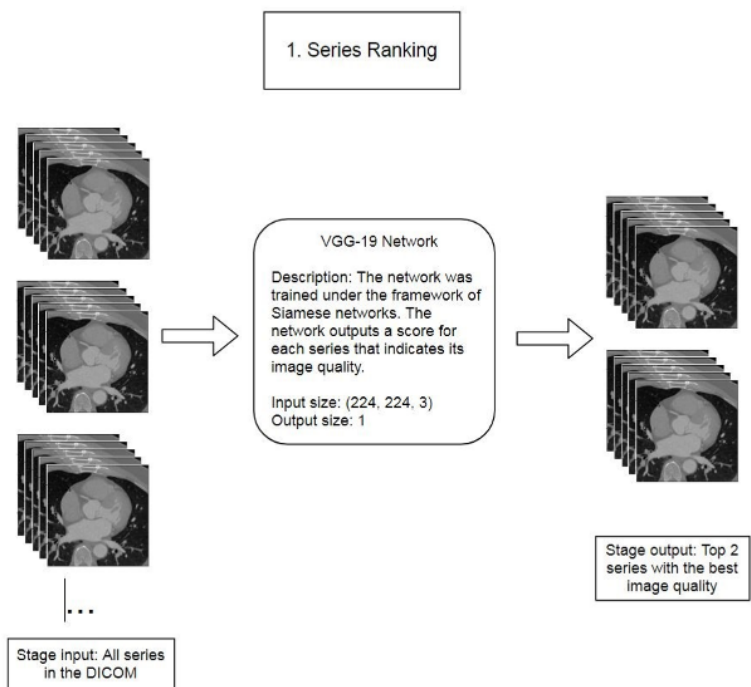 1. Series Ranking
VGG-19 Network
Description: The network was
trained under the framework of
Siamese networks. The
network outputs a score for
each series that indicates its
image quality.
Input size: (224, 224, 3)
Output size: 1
...
Stage input: All series
in the DICOM
Stage output: Top 2
series with the best
image quality